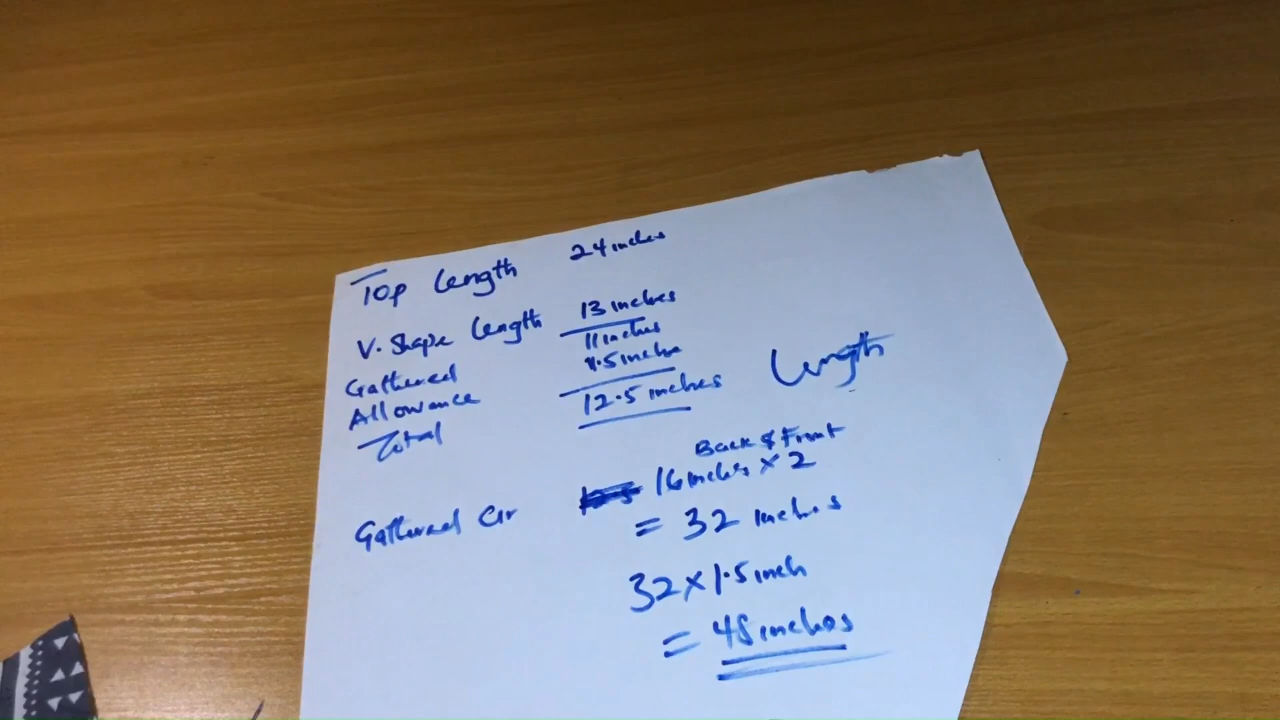 Top Length 24 inches
V. Shape Length 13 inches
Gathered 11 inches
Allowance 1.5 inche
Total 12.5 inches Length
Back & Front
Gathered Cir 16 inches × 2
= 32 inches
32 × 1.5 inch
= 48 inches